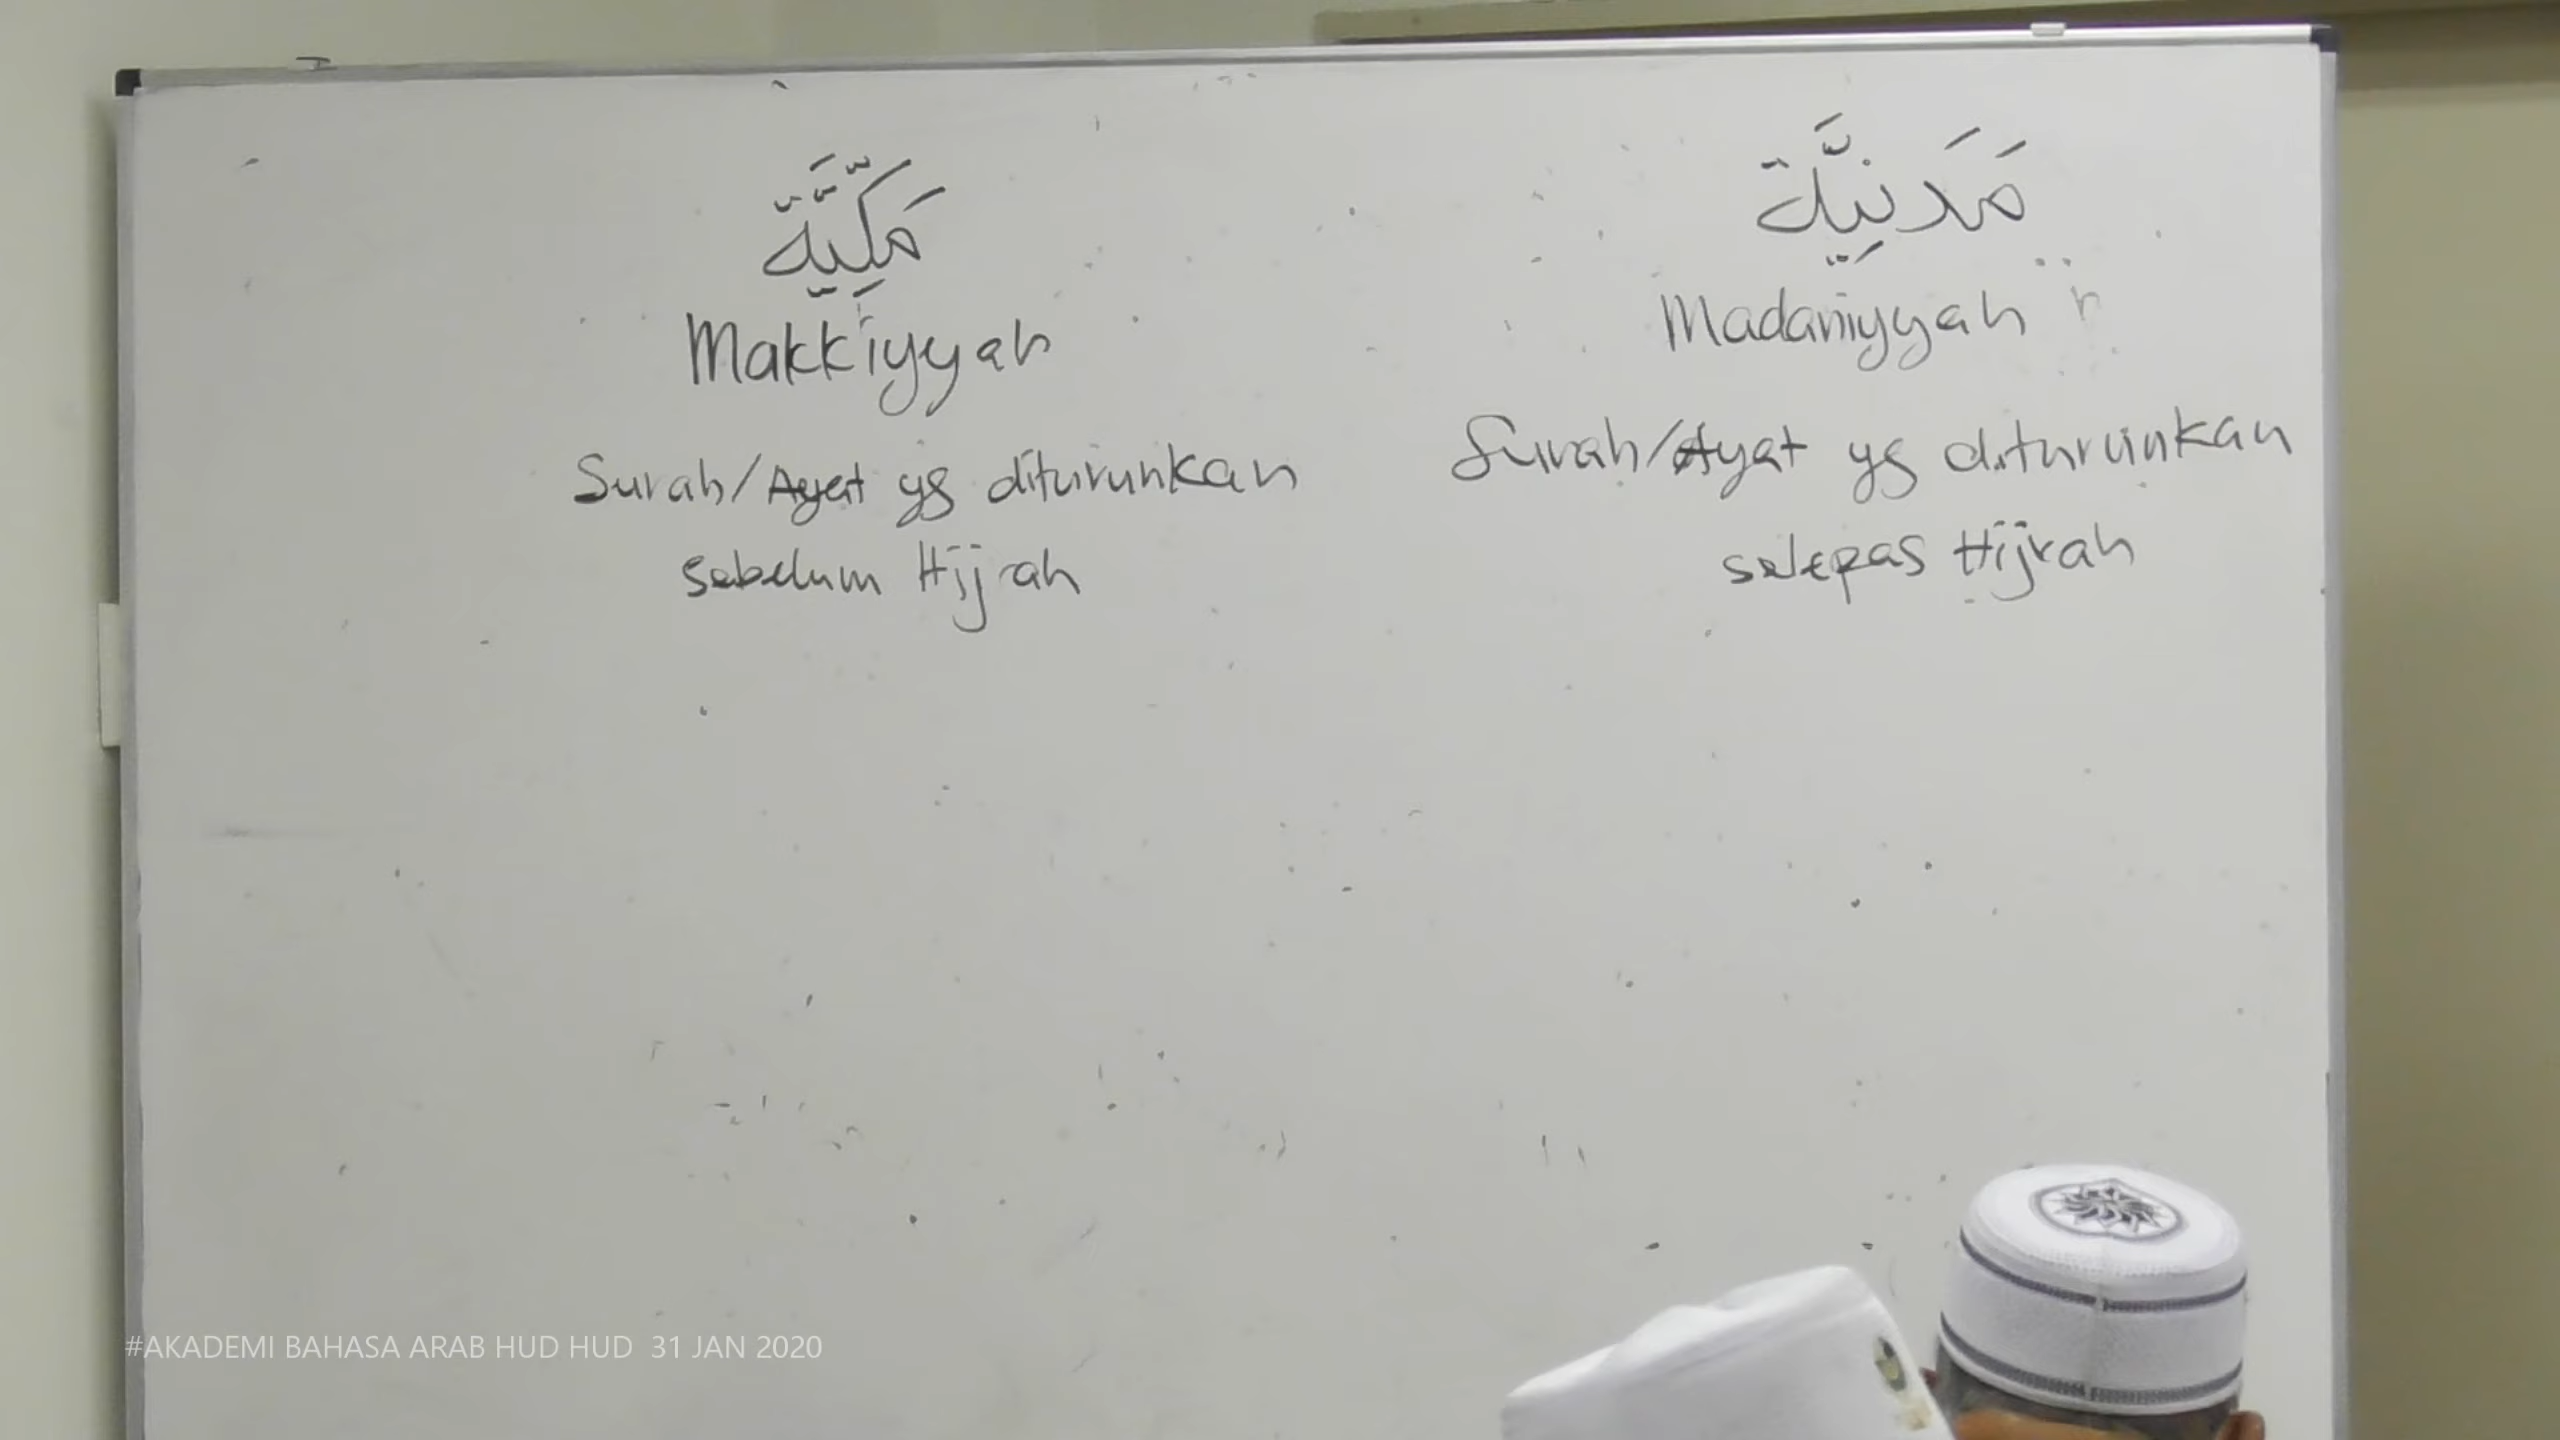 مَكِّيَّة
Makkiyyah
Surah/Ayat yg diturunkan
sebelum Hijrah
مَدَنِيَّة
Madaniyyah
Surah/Ayat yg diturunkan
selepas Hijrah
#AKADEMI BAHASA ARAB HUD HUD 31 JAN 2020